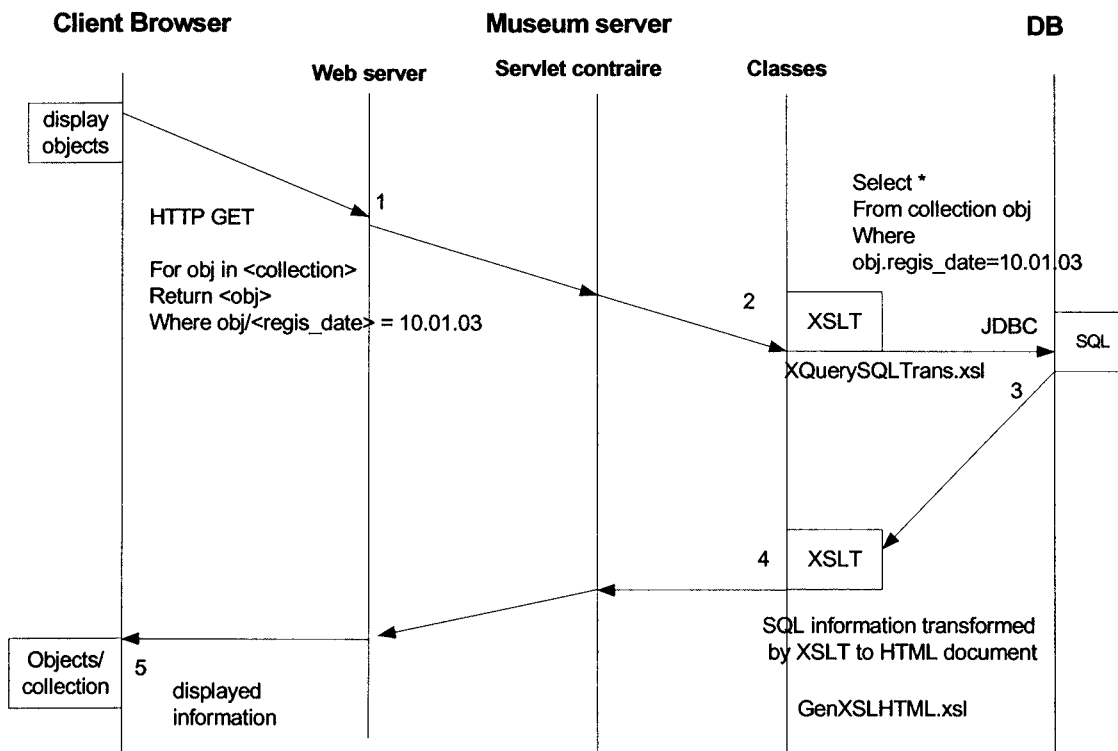 Client Browser
Museum server
DB
Web server
Servlet contraire
Classes
display
objects
1
HTTP GET
For obj in <collection>
Return <obj>
Where obj/<regis_date> = 10.01.03
Select *
From collection obj
Where
obj.regis_date=10.01.03
2
XSLT
JDBC
SQL
XQuerySQLTrans.xsl
3
4
XSLT
SQL information transformed
by XSLT to HTML document
GenXSLHTML.xsl
Objects/
collection
5
displayed
information